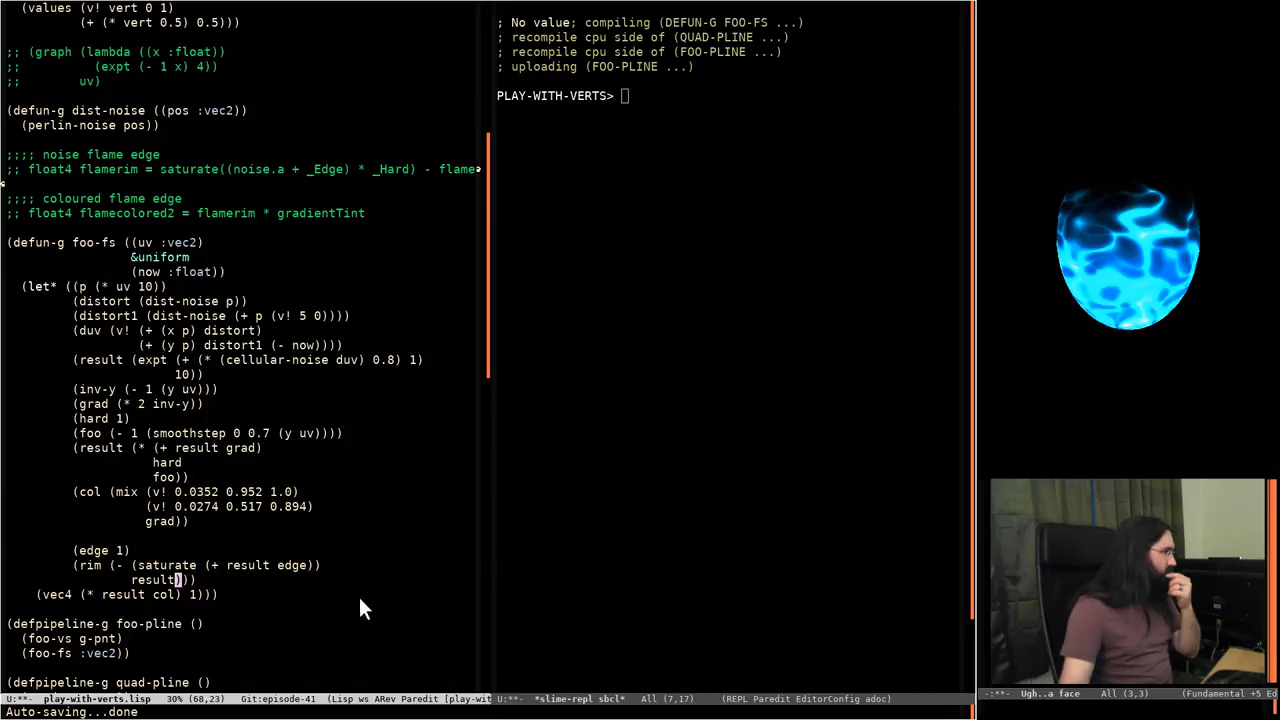 (values (v! vert 0 1)
(+ (* vert 0.5) 0.5)))
;; (graph (lambda ((x :float))
;; (expt (- 1 x) 4))
;; uv)
(defun-g dist-noise ((pos :vec2))
(perlin-noise pos))
;;;; noise flame edge
;; float4 flamerim = saturate((noise.a + _Edge) * _Hard) - flame
;;;; coloured flame edge
;; float4 flamecolored2 = flamerim * gradientTint
(defun-g foo-fs ((uv :vec2)
&uniform
(now :float))
(let* ((p (* uv 10))
(distort (dist-noise p))
(distort1 (dist-noise (+ p (v! 5 0))))
(duv (v! (+ (x p) distort)
(+ (y p) distort1 (- now))))
(result (expt (+ (* (cellular-noise duv) 0.8) 1)
10))
(inv-y (- 1 (y uv)))
(grad (* 2 inv-y))
(hard 1)
(foo (- 1 (smoothstep 0 0.7 (y uv))))
(result (* (+ result grad)
hard
foo))
(col (mix (v! 0.0352 0.952 1.0)
(v! 0.0274 0.517 0.894)
grad))
(edge 1)
(rim (- (saturate (+ result edge))
result)))
(vec4 (* result col) 1)))
(defpipeline-g foo-pline ()
(foo-vs g-pnt)
(foo-fs :vec2))
(defpipeline-g quad-pline ()
U:**- play-with-verts.lisp 30% (68,23) Git:episode-41 (Lisp ws ARev Paredit [play-wit
Auto-saving...done
; No value; compiling (DEFUN-G FOO-FS ...)
; recompile cpu side of (QUAD-PLINE ...)
; recompile cpu side of (FOO-PLINE ...)
; uploading (FOO-PLINE ...)
PLAY-WITH-VERTS>
U:**- *slime-repl sbcl* All (7,17) (REPL Paredit EditorConfig adoc)
-:**- Ugh..a face All (3,3) (Fundamental +5 Ed